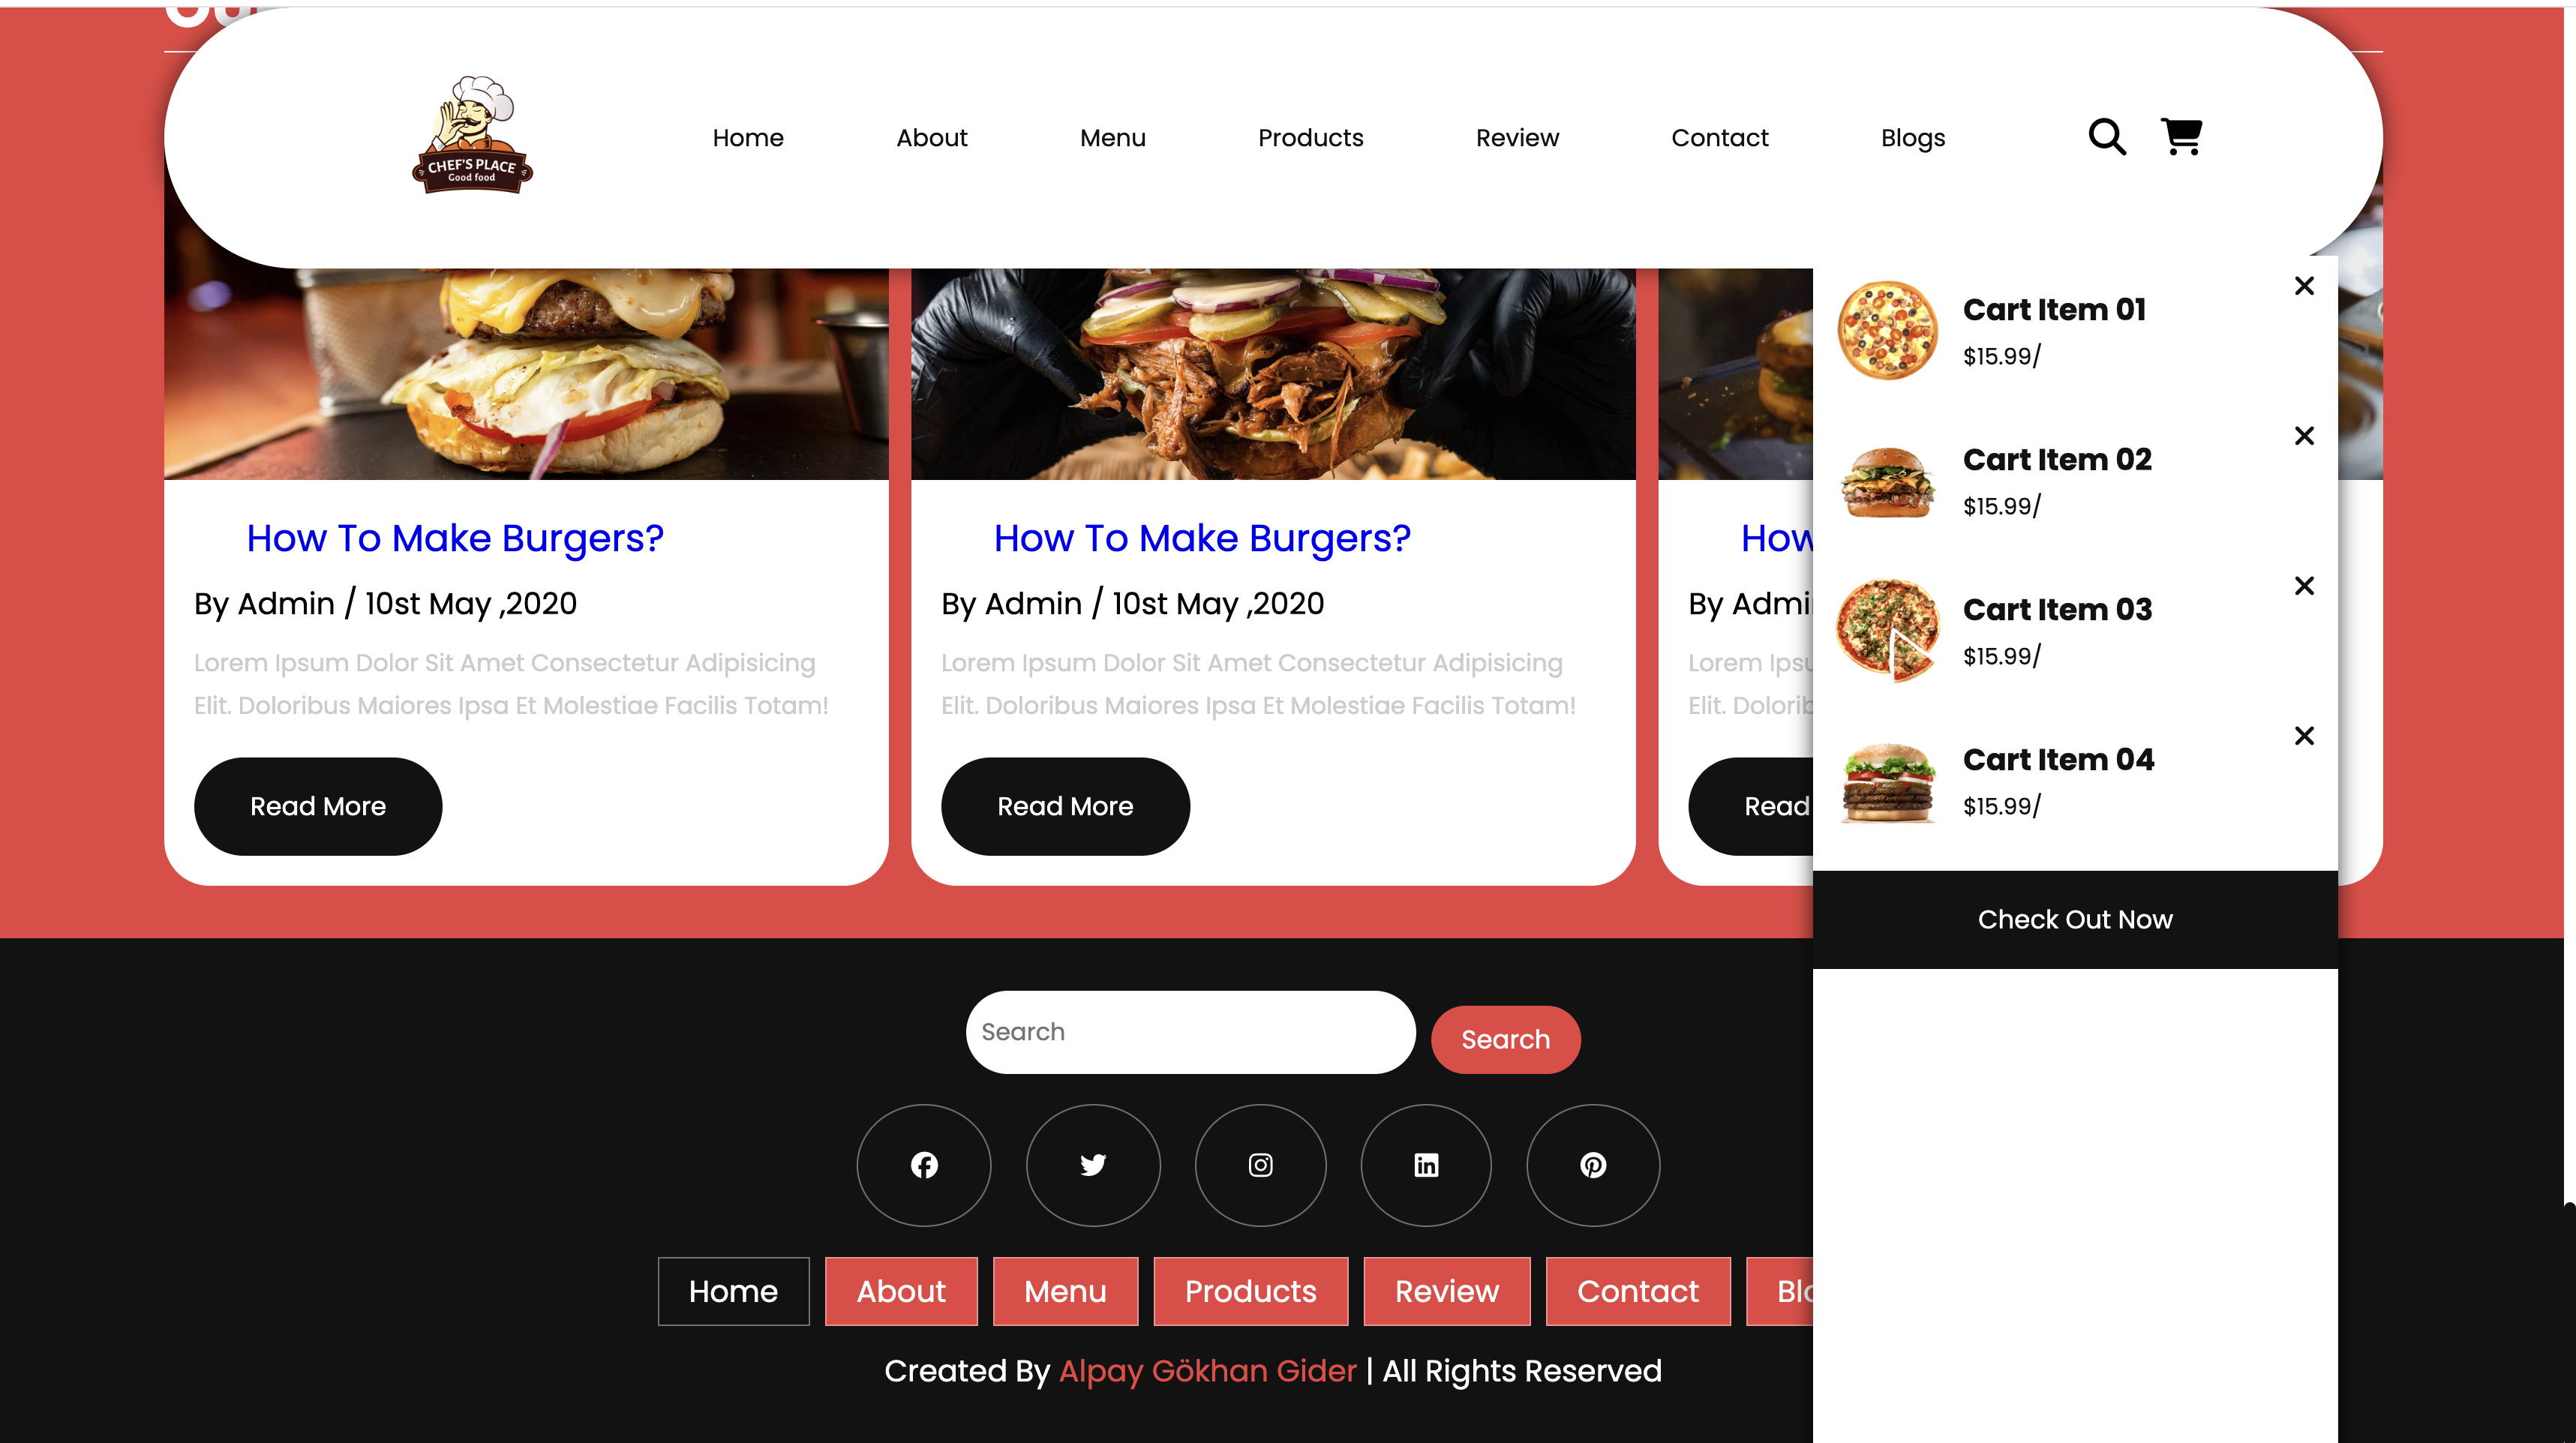 CHEF'S PLACE
Good food
Home
About
Menu
Products
Review
Contact
Blogs
How To Make Burgers?
By Admin / 10st May ,2020
Lorem Ipsum Dolor Sit Amet Consectetur Adipisicing
Elit. Doloribus Maiores Ipsa Et Molestiae Facilis Totam!
Read More
How To Make Burgers?
By Admin / 10st May ,2020
Lorem Ipsum Dolor Sit Amet Consectetur Adipisicing
Elit. Doloribus Maiores Ipsa Et Molestiae Facilis Totam!
Read More
How
By
Lorem
Elit.
Read
Cart Item 01
$15.99/
Cart Item 02
$15.99/
Cart Item 03
$15.99/
Cart Item 04
$15.99/
Check Out Now
Search
Search
Home
About
Menu
Products
Review
Contact
Created By Alpay Gökhan Gider | All Rights Reserved